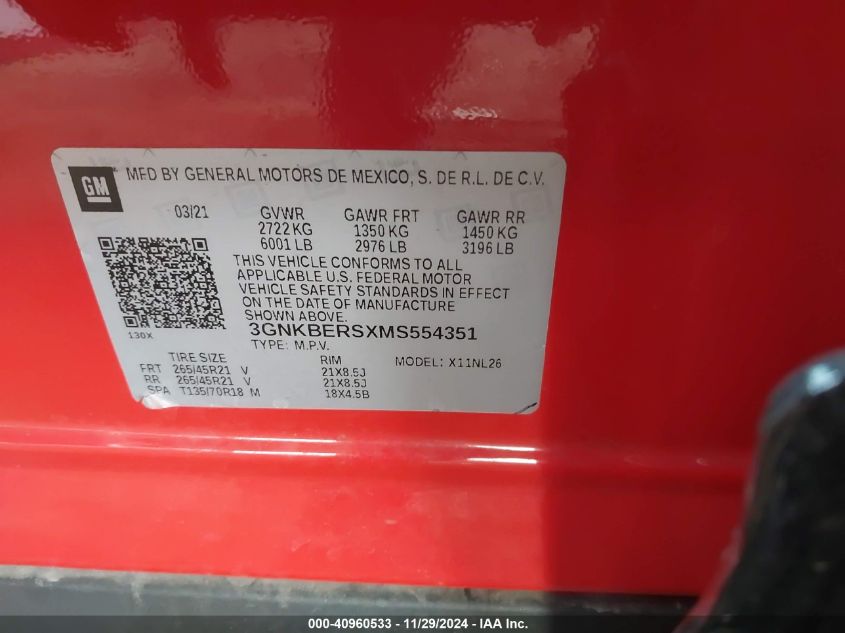 GM
MFD BY GENERAL MOTORS DE MEXICO, S. DE R.L. DE C.V.
03/21 GVWR GAWR FRT GAWR RR
2722 KG 1350 KG 1450 KG
6001 LB 2976 LB 3196 LB
THIS VEHICLE CONFORMS TO ALL
APPLICABLE U.S. FEDERAL MOTOR
VEHICLE SAFETY STANDARDS IN EFFECT
ON THE DATE OF MANUFACTURE
SHOWN ABOVE.
130X
3GNKBERSXMS554351
TYPE: M.P.V.
TIRE SIZE RIM MODEL: X11NL26
FRT 265/45R21 V 21X8.5J
RR 265/45R21 V 21X8.5J
SPA T135/70R18 M 18X4.5B
000-40960533 - 11/29/2024 - IAA Inc.